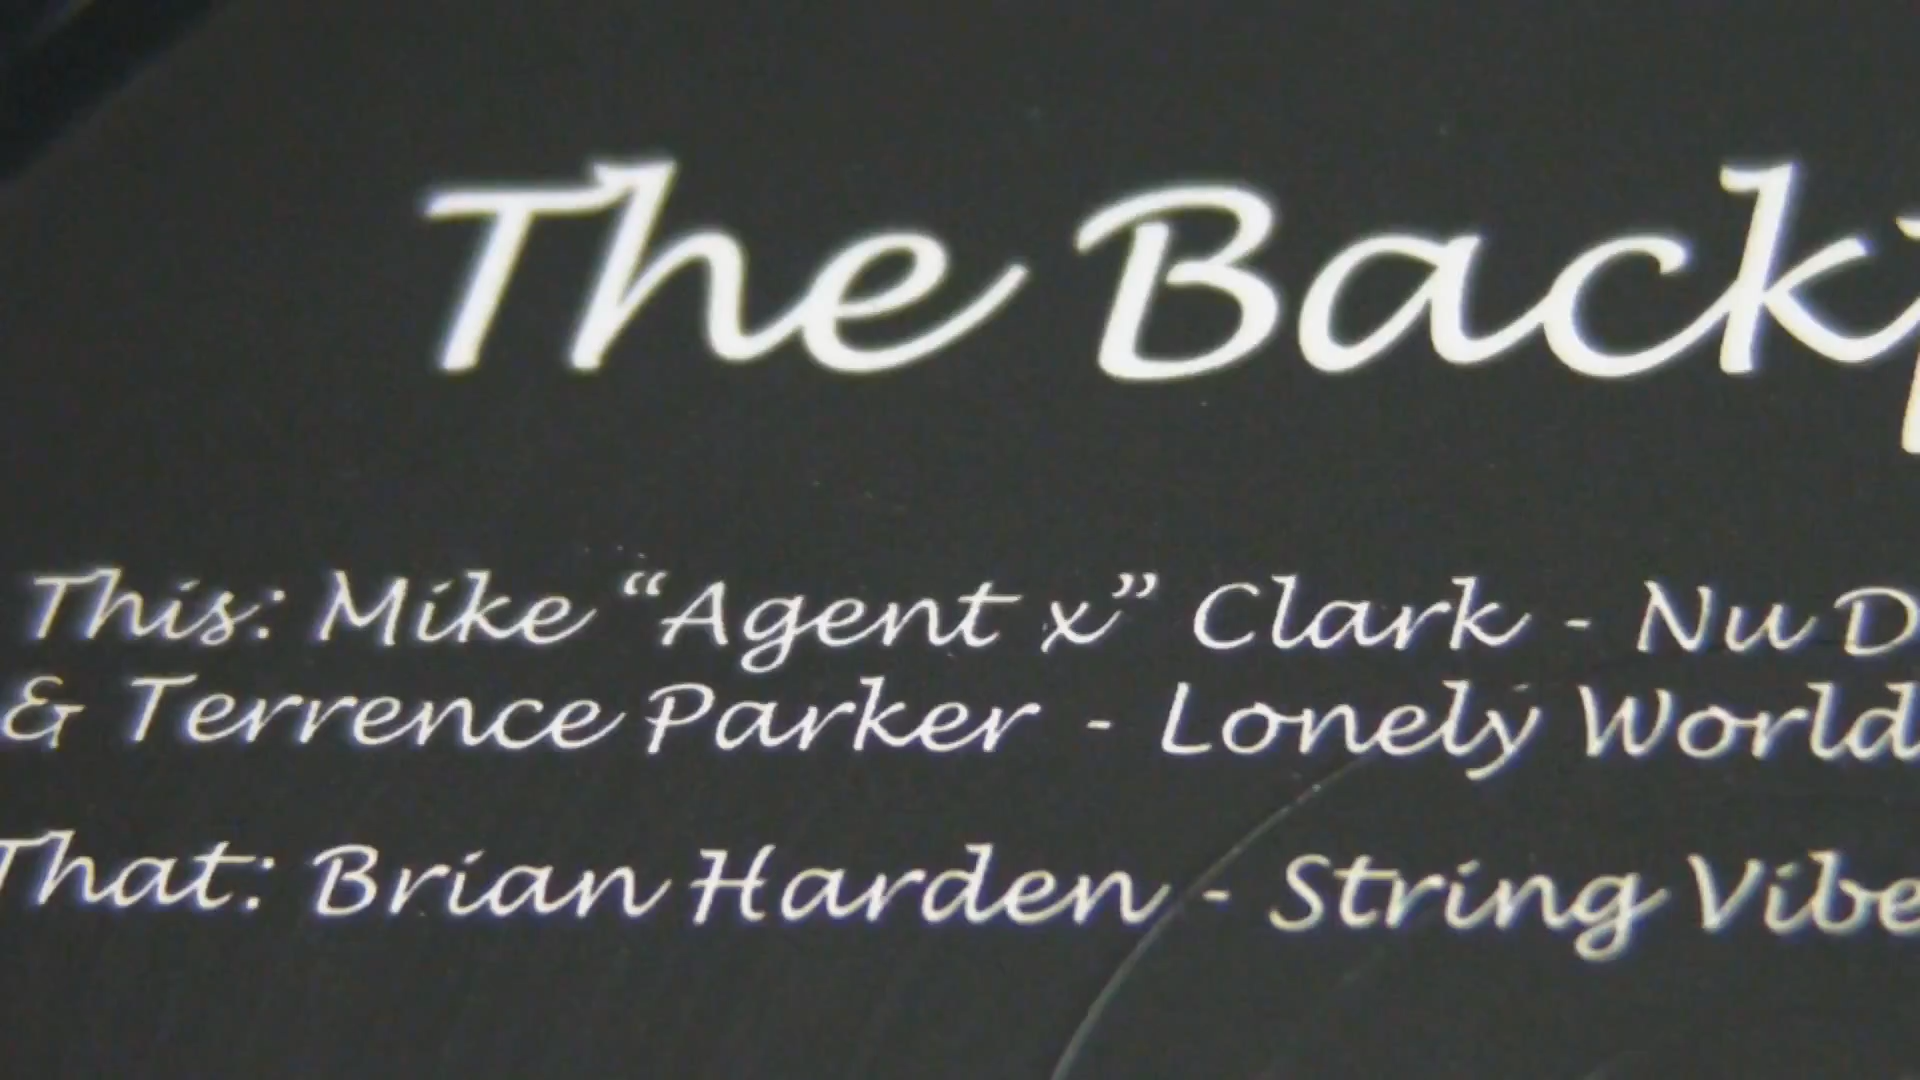 The Back
This: Mike “Agent x” Clark - Nu D
& Terrence Parker - Lonely World
That: Brian Harden - String Vibe